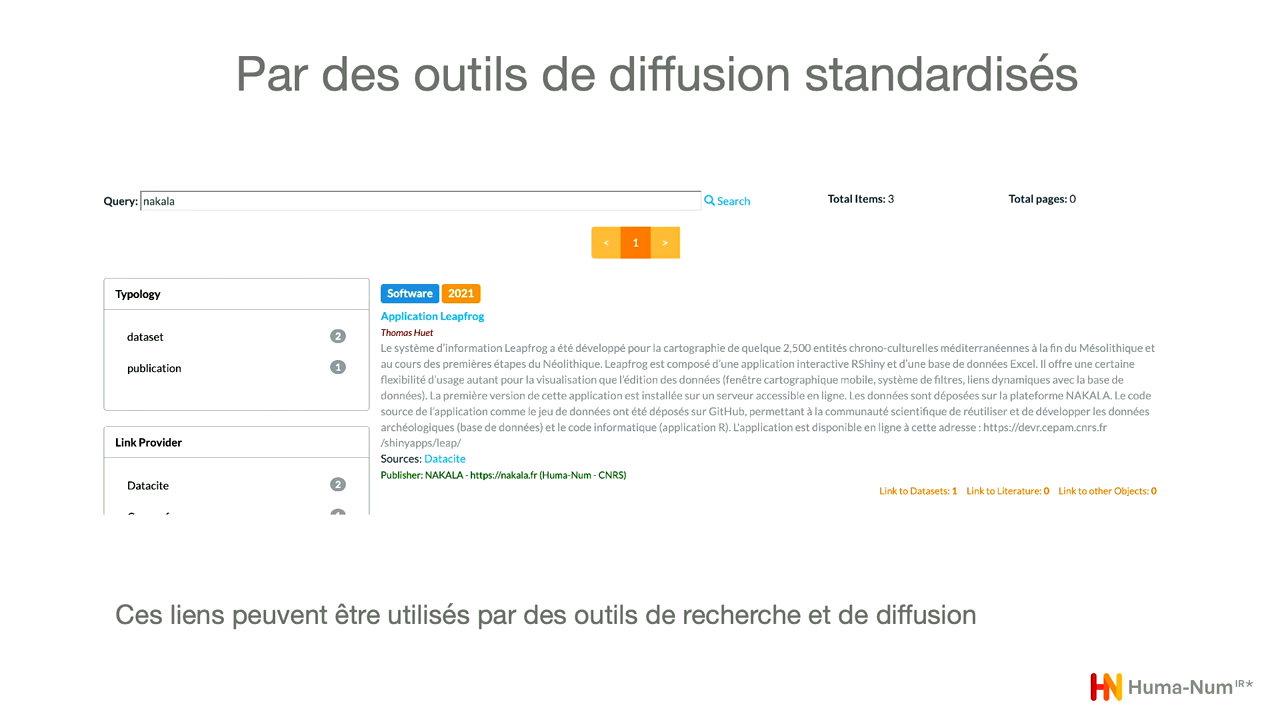 Par des outils de diffusion standardisés
Query: nakala Search Total Items: 3 Total pages: 0
< 1 >
Typology
dataset 2
publication 1
Link Provider
Datacite 2
Software 2021
Application Leapfrog
Thomas Huet
Le système d'information Leapfrog a été développé pour la cartographie de quelque 2,500 entités chrono-culturelles méditerranéennes à la fin du Mésolithique et
au cours des premières étapes du Néolithique. Leapfrog est composé d'une application interactive RShiny et d'une base de données Excel. Il offre une certaine
flexibilité d'usage autant pour la visualisation que l'édition des données (fenêtre cartographique mobile, système de filtres, liens dynamiques avec la base de
données). La première version de cette application est installée sur un serveur accessible en ligne. Les données sont déposées sur la plateforme NAKALA. Le code
source de l'application comme le jeu de données ont été déposés sur GitHub, permettant à la communauté scientifique de réutiliser et de développer les données
archéologiques (base de données) et le code informatique (application R). L'application est disponible en ligne à cette adresse : https://devr.cepam.cnrs.fr
/shinyapps/leap/
Sources: Datacite
Publisher: NAKALA - https://nakala.fr (Huma-Num - CNRS)
Link to Datasets: 1 Link to Literature: 0 Link to other Objects: 0
Ces liens peuvent être utilisés par des outils de recherche et de diffusion
Huma-Num IR*